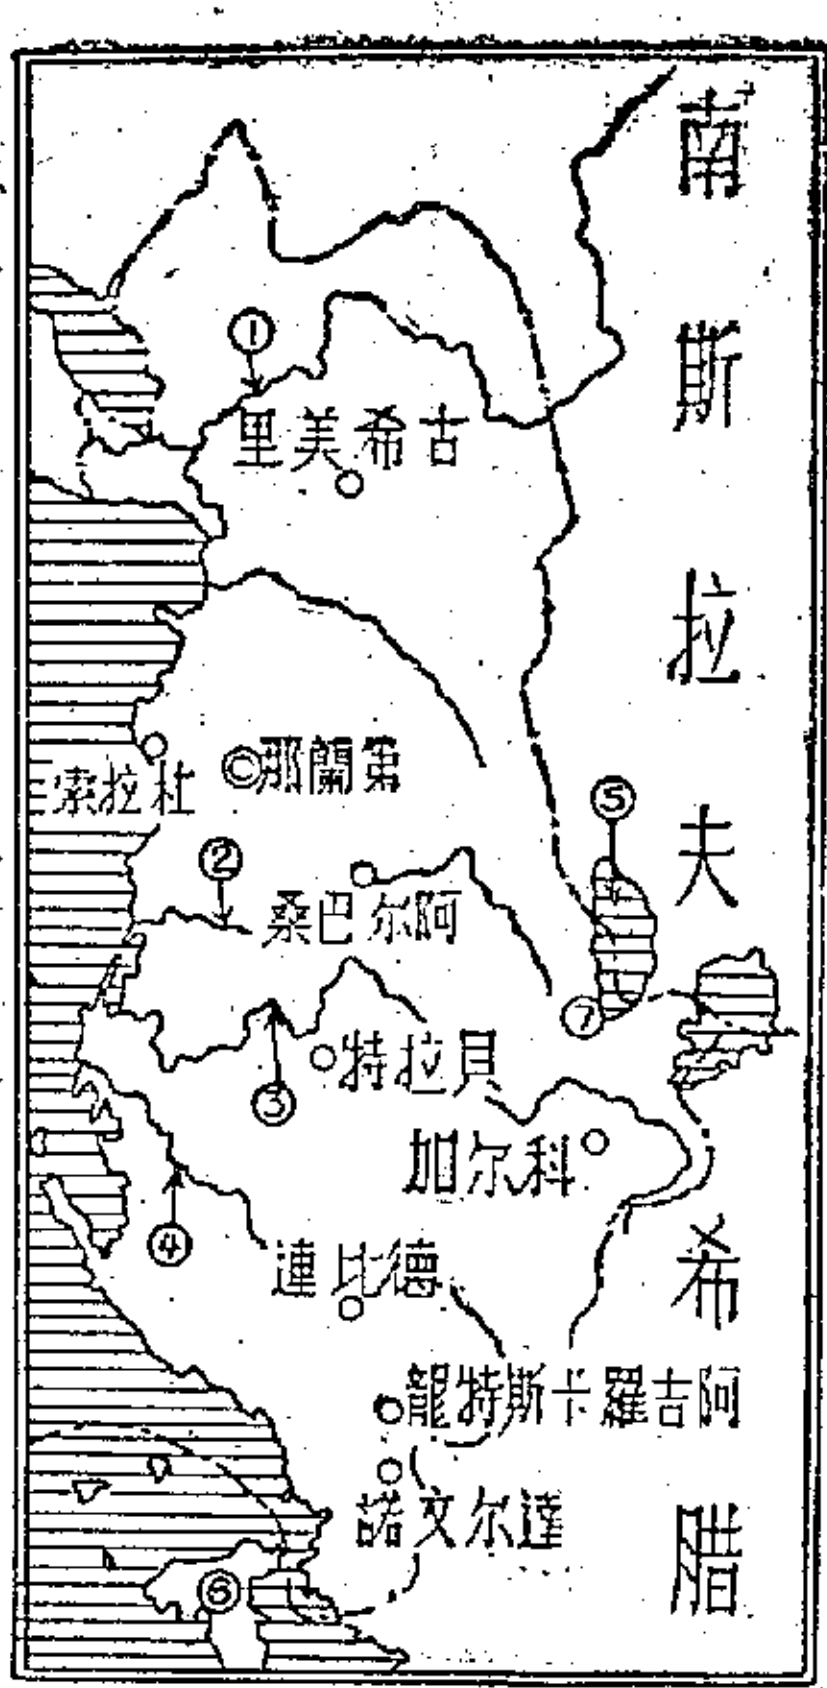 南斯拉夫
①
古希美里
第蘭那
杜拉索
⑤
②
阿尔巴桑
⑦
貝拉特
③
科尔加
④
德比連
希腊
阿吉羅卡斯特龍
達尔文諾
⑥